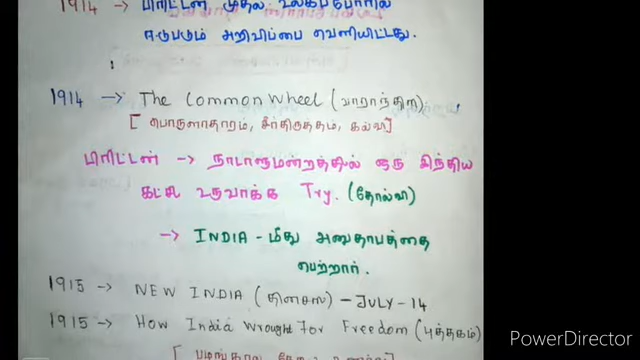 1914 → பிரிட்டன் முதல் உலகப்போரில்
ஈடுபடும் அறிவிப்பை வெளியிட்டது.
1914 → The Common Wheel (வாராந்திர)
[பொருளாதாரம், சீர்திருத்தம், கல்வி]
பிரிட்டன் → நாடாளுமன்றத்தில் ஒரு இந்திய
கட்சி உருவாக்க Try. (தோல்வி)
→ INDIA - மீது அனுதாபத்தை
பெற்றார்.
1915 → NEW INDIA (தினசரி) - JULY - 14
1915 → How India Wrought For Freedom (புத்தகம்)
PowerDirector